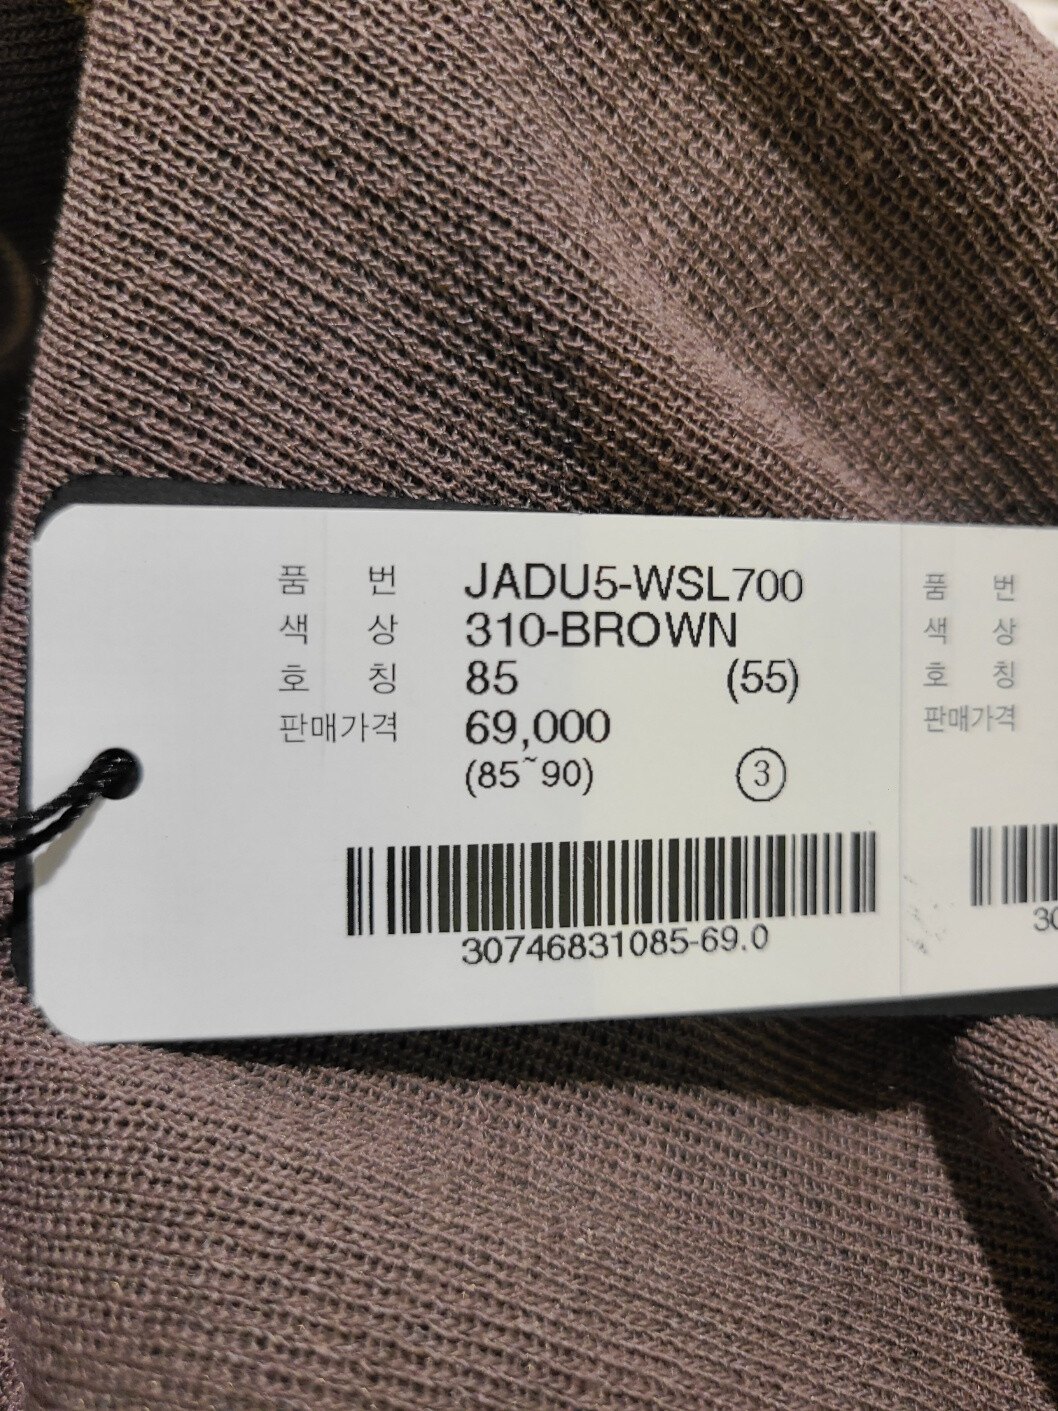 품 번 JADU5-WSL700
색 상 310-BROWN
호 칭 85 (55)
판매가격 69,000
(85~90) ③
30746831085-69.0
품 번
색 상
호 칭
판매가격
30